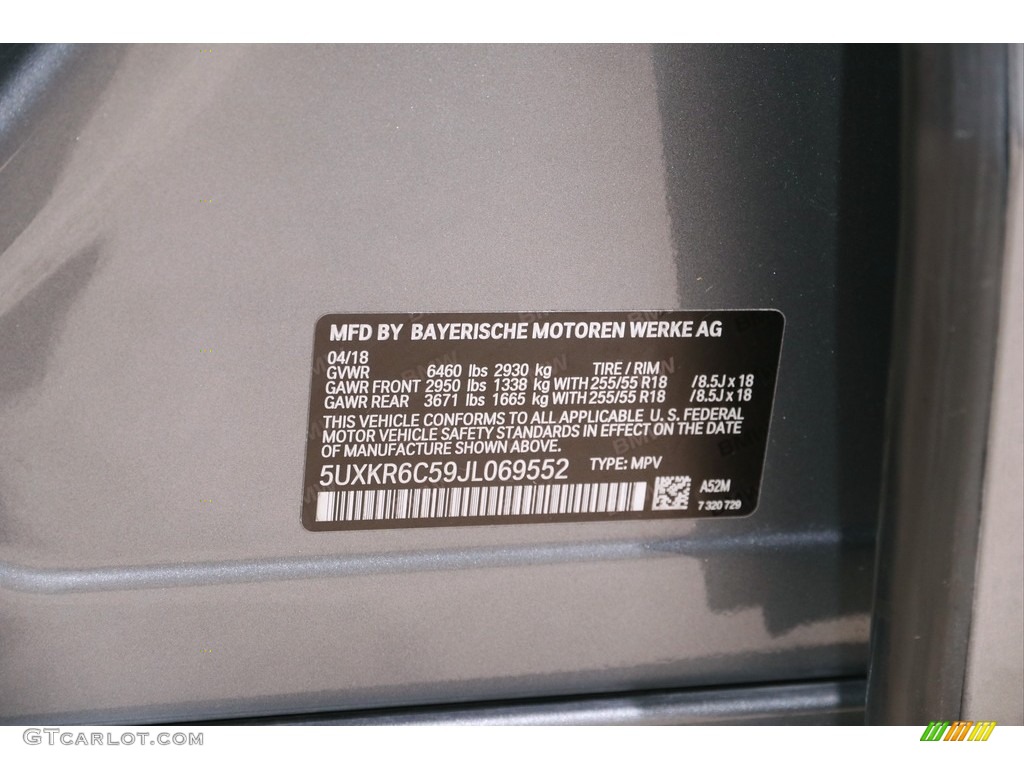 MFD BY BAYERISCHE MOTOREN WERKE AG
04/18
GVWR 6460 lbs 2930 kg TIRE / RIM
GAWR FRONT 2950 lbs 1338 kg WITH 255/55 R18 /8.5J x 18
GAWR REAR 3671 lbs 1665 kg WITH 255/55 R18 /8.5J x 18
THIS VEHICLE CONFORMS TO ALL APPLICABLE U.S. FEDERAL
MOTOR VEHICLE SAFETY STANDARDS IN EFFECT ON THE DATE
OF MANUFACTURE SHOWN ABOVE.
5UXKR6C59JL069552 TYPE: MPV
A52M
7 320 729
GTcarlot.com